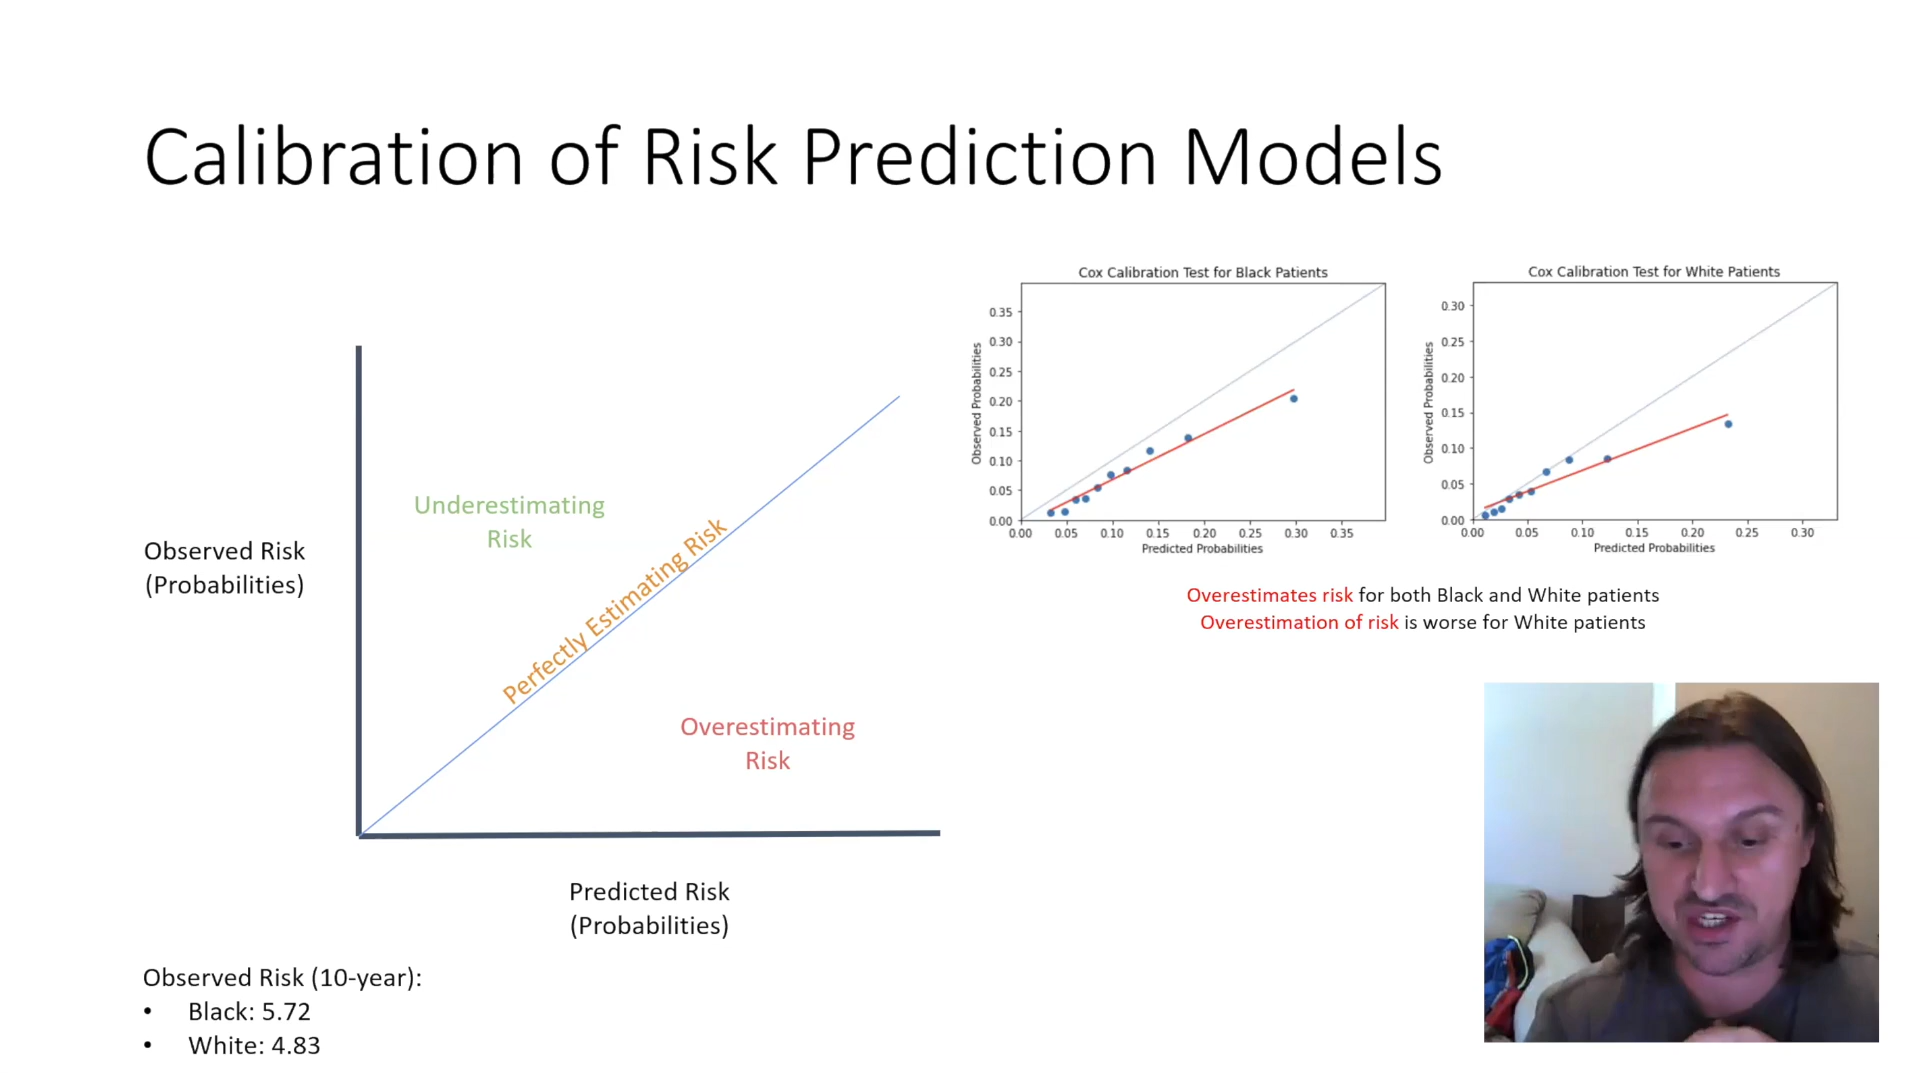 Calibration of Risk Prediction Models
Observed Risk
(Probabilities)
Underestimating
Risk
Perfectly Estimating Risk
Overestimating
Risk
Predicted Risk
(Probabilities)
Observed Risk (10-year):
• Black: 5.72
• White: 4.83
Cox Calibration Test for Black Patients
Observed Probabilities
0.35
0.30
0.25
0.20
0.15
0.10
0.05
0.00
0.00 0.05 0.10 0.15 0.20 0.25 0.30 0.35
Predicted Probabilities
Cox Calibration Test for White Patients
Observed Probabilities
0.30
0.25
0.20
0.15
0.10
0.05
0.00
0.00 0.05 0.10 0.15 0.20 0.25 0.30
Predicted Probabilities
Overestimates risk for both Black and White patients
Overestimation of risk is worse for White patients